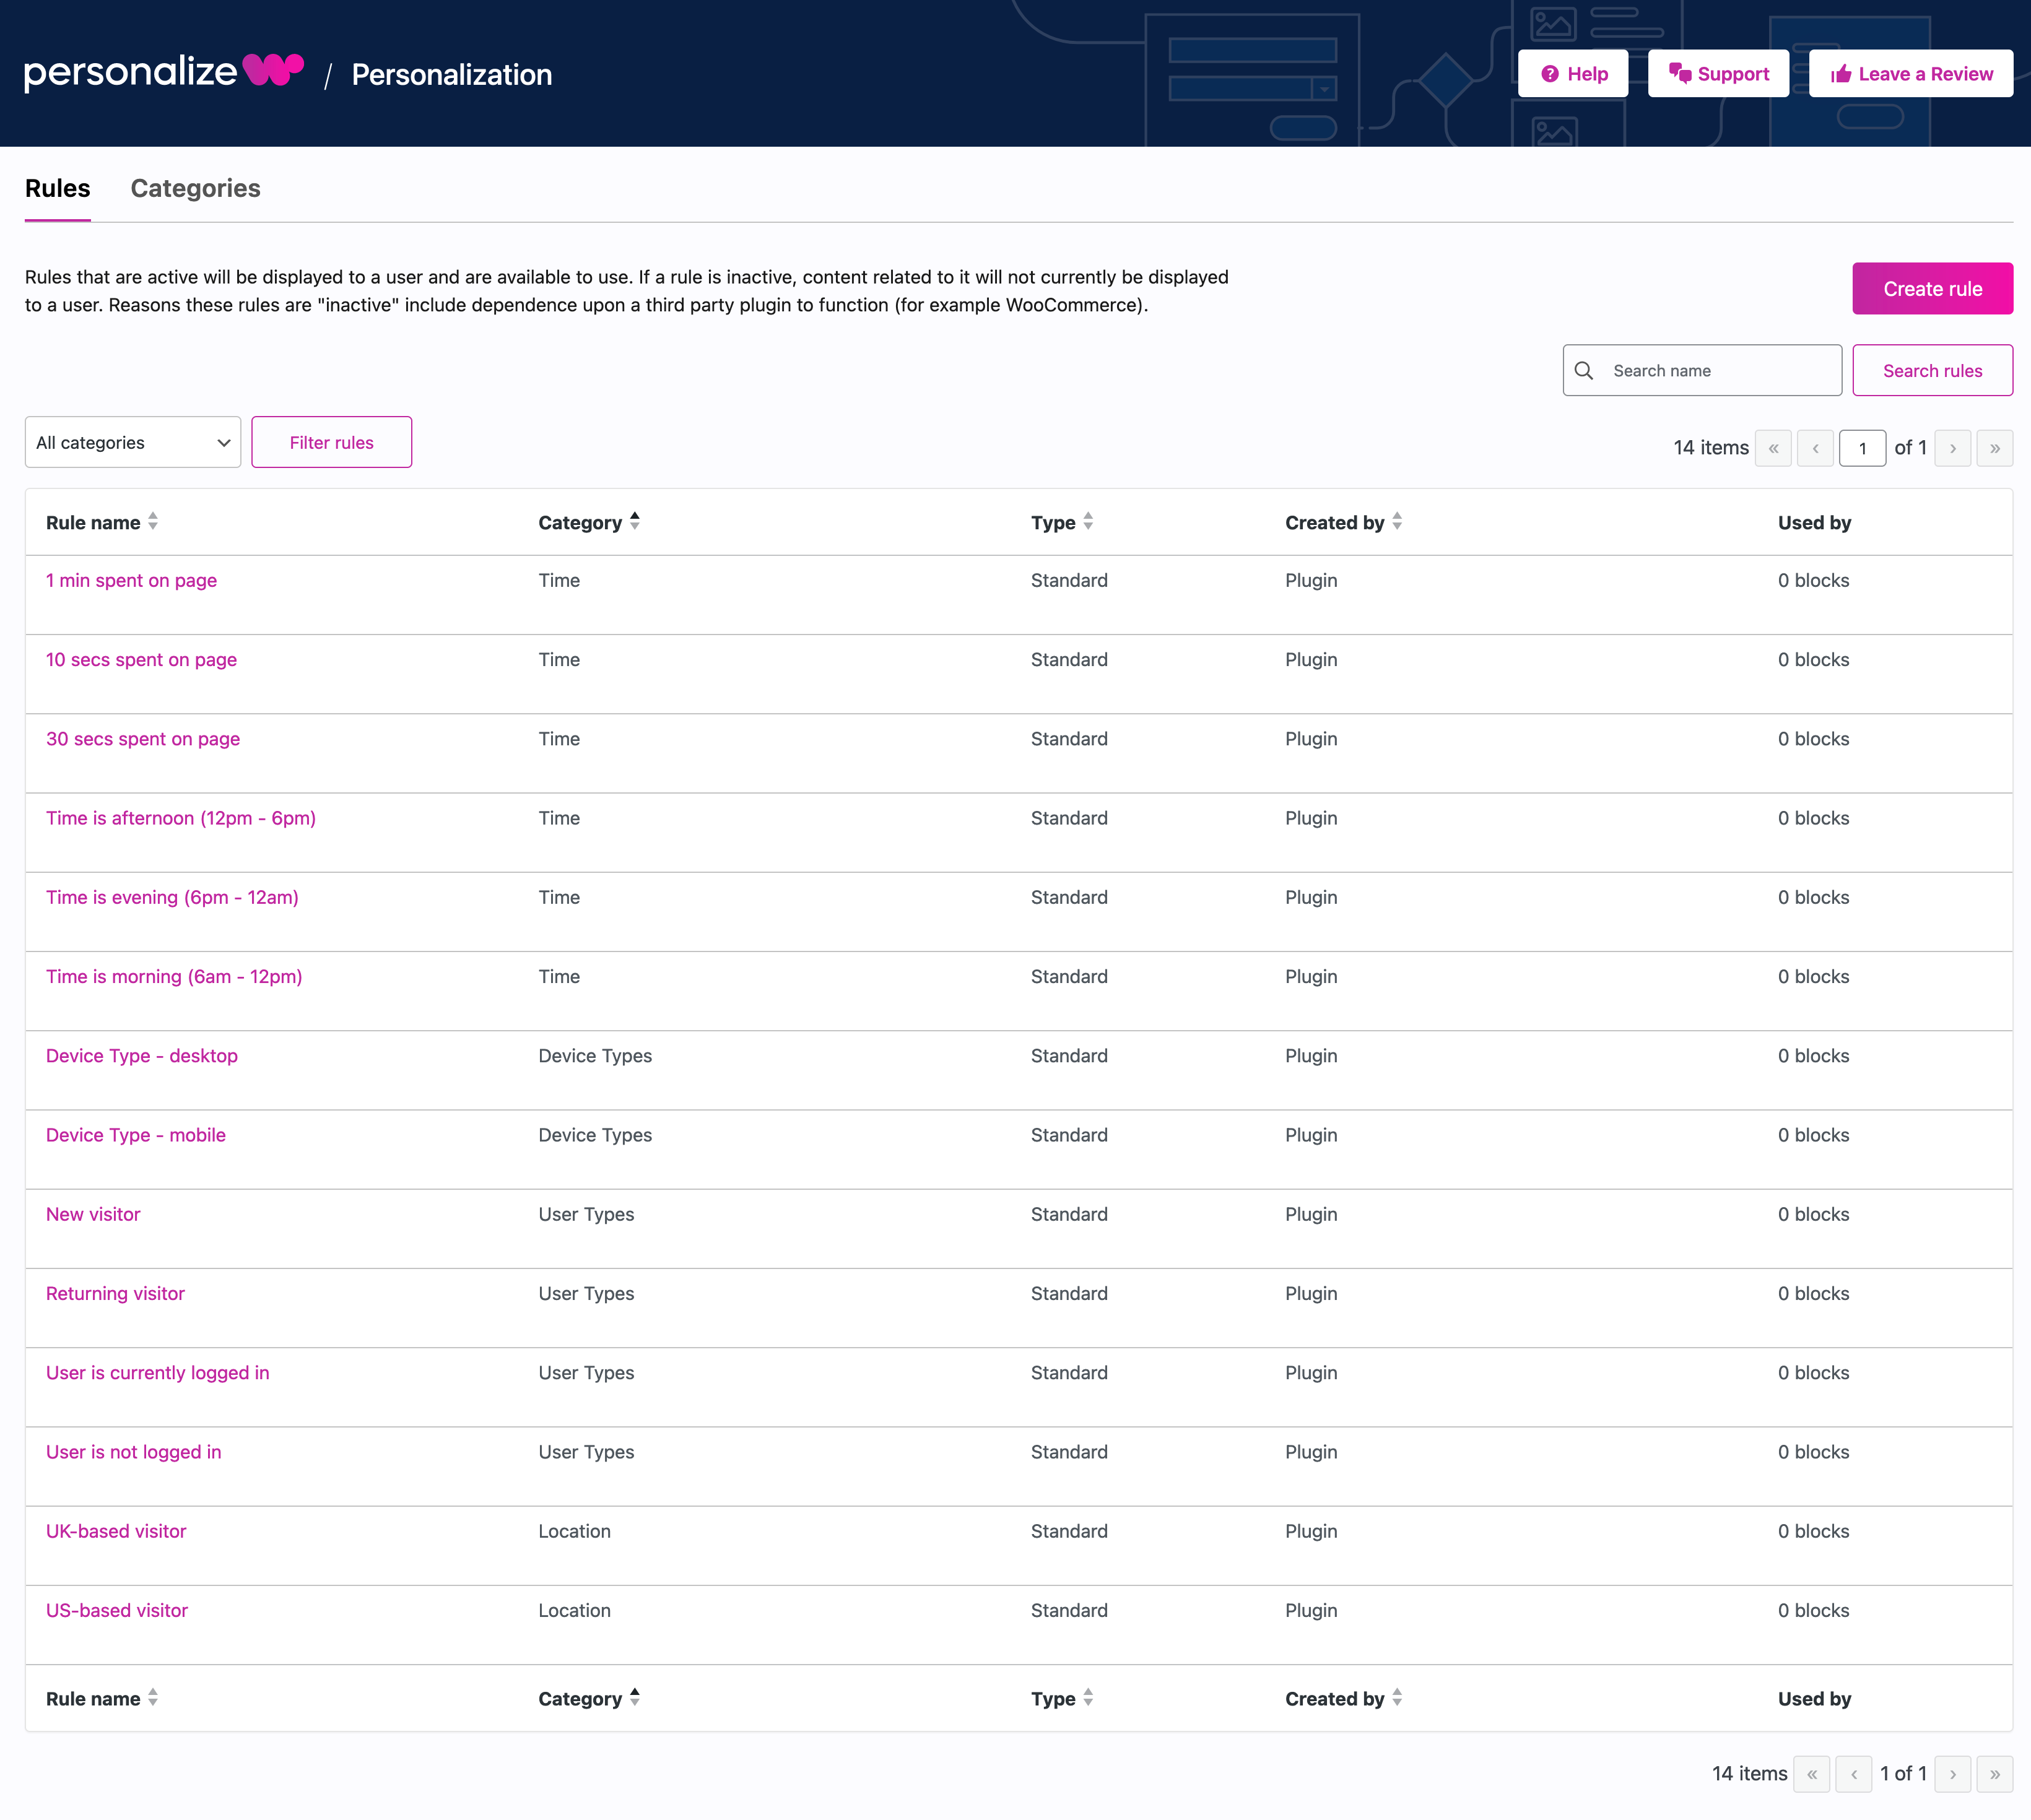 personalize / Personalization
Help
Support
Leave a Review
Rules Categories
Rules that are active will be displayed to a user and are available to use. If a rule is inactive, content related to it will not currently be displayed
to a user. Reasons these rules are "inactive" include dependence upon a third party plugin to function (for example WooCommerce).
Create rule
Search name
Search rules
All categories
Filter rules
14 items « ‹ 1 of 1 › »
Rule name Category Type Created by Used by
1 min spent on page Time Standard Plugin 0 blocks
10 secs spent on page Time Standard Plugin 0 blocks
30 secs spent on page Time Standard Plugin 0 blocks
Time is afternoon (12pm - 6pm) Time Standard Plugin 0 blocks
Time is evening (6pm - 12am) Time Standard Plugin 0 blocks
Time is morning (6am - 12pm) Time Standard Plugin 0 blocks
Device Type - desktop Device Types Standard Plugin 0 blocks
Device Type - mobile Device Types Standard Plugin 0 blocks
New visitor User Types Standard Plugin 0 blocks
Returning visitor User Types Standard Plugin 0 blocks
User is currently logged in User Types Standard Plugin 0 blocks
User is not logged in User Types Standard Plugin 0 blocks
UK-based visitor Location Standard Plugin 0 blocks
US-based visitor Location Standard Plugin 0 blocks
Rule name Category Type Created by Used by
14 items « ‹ 1 of 1 › »